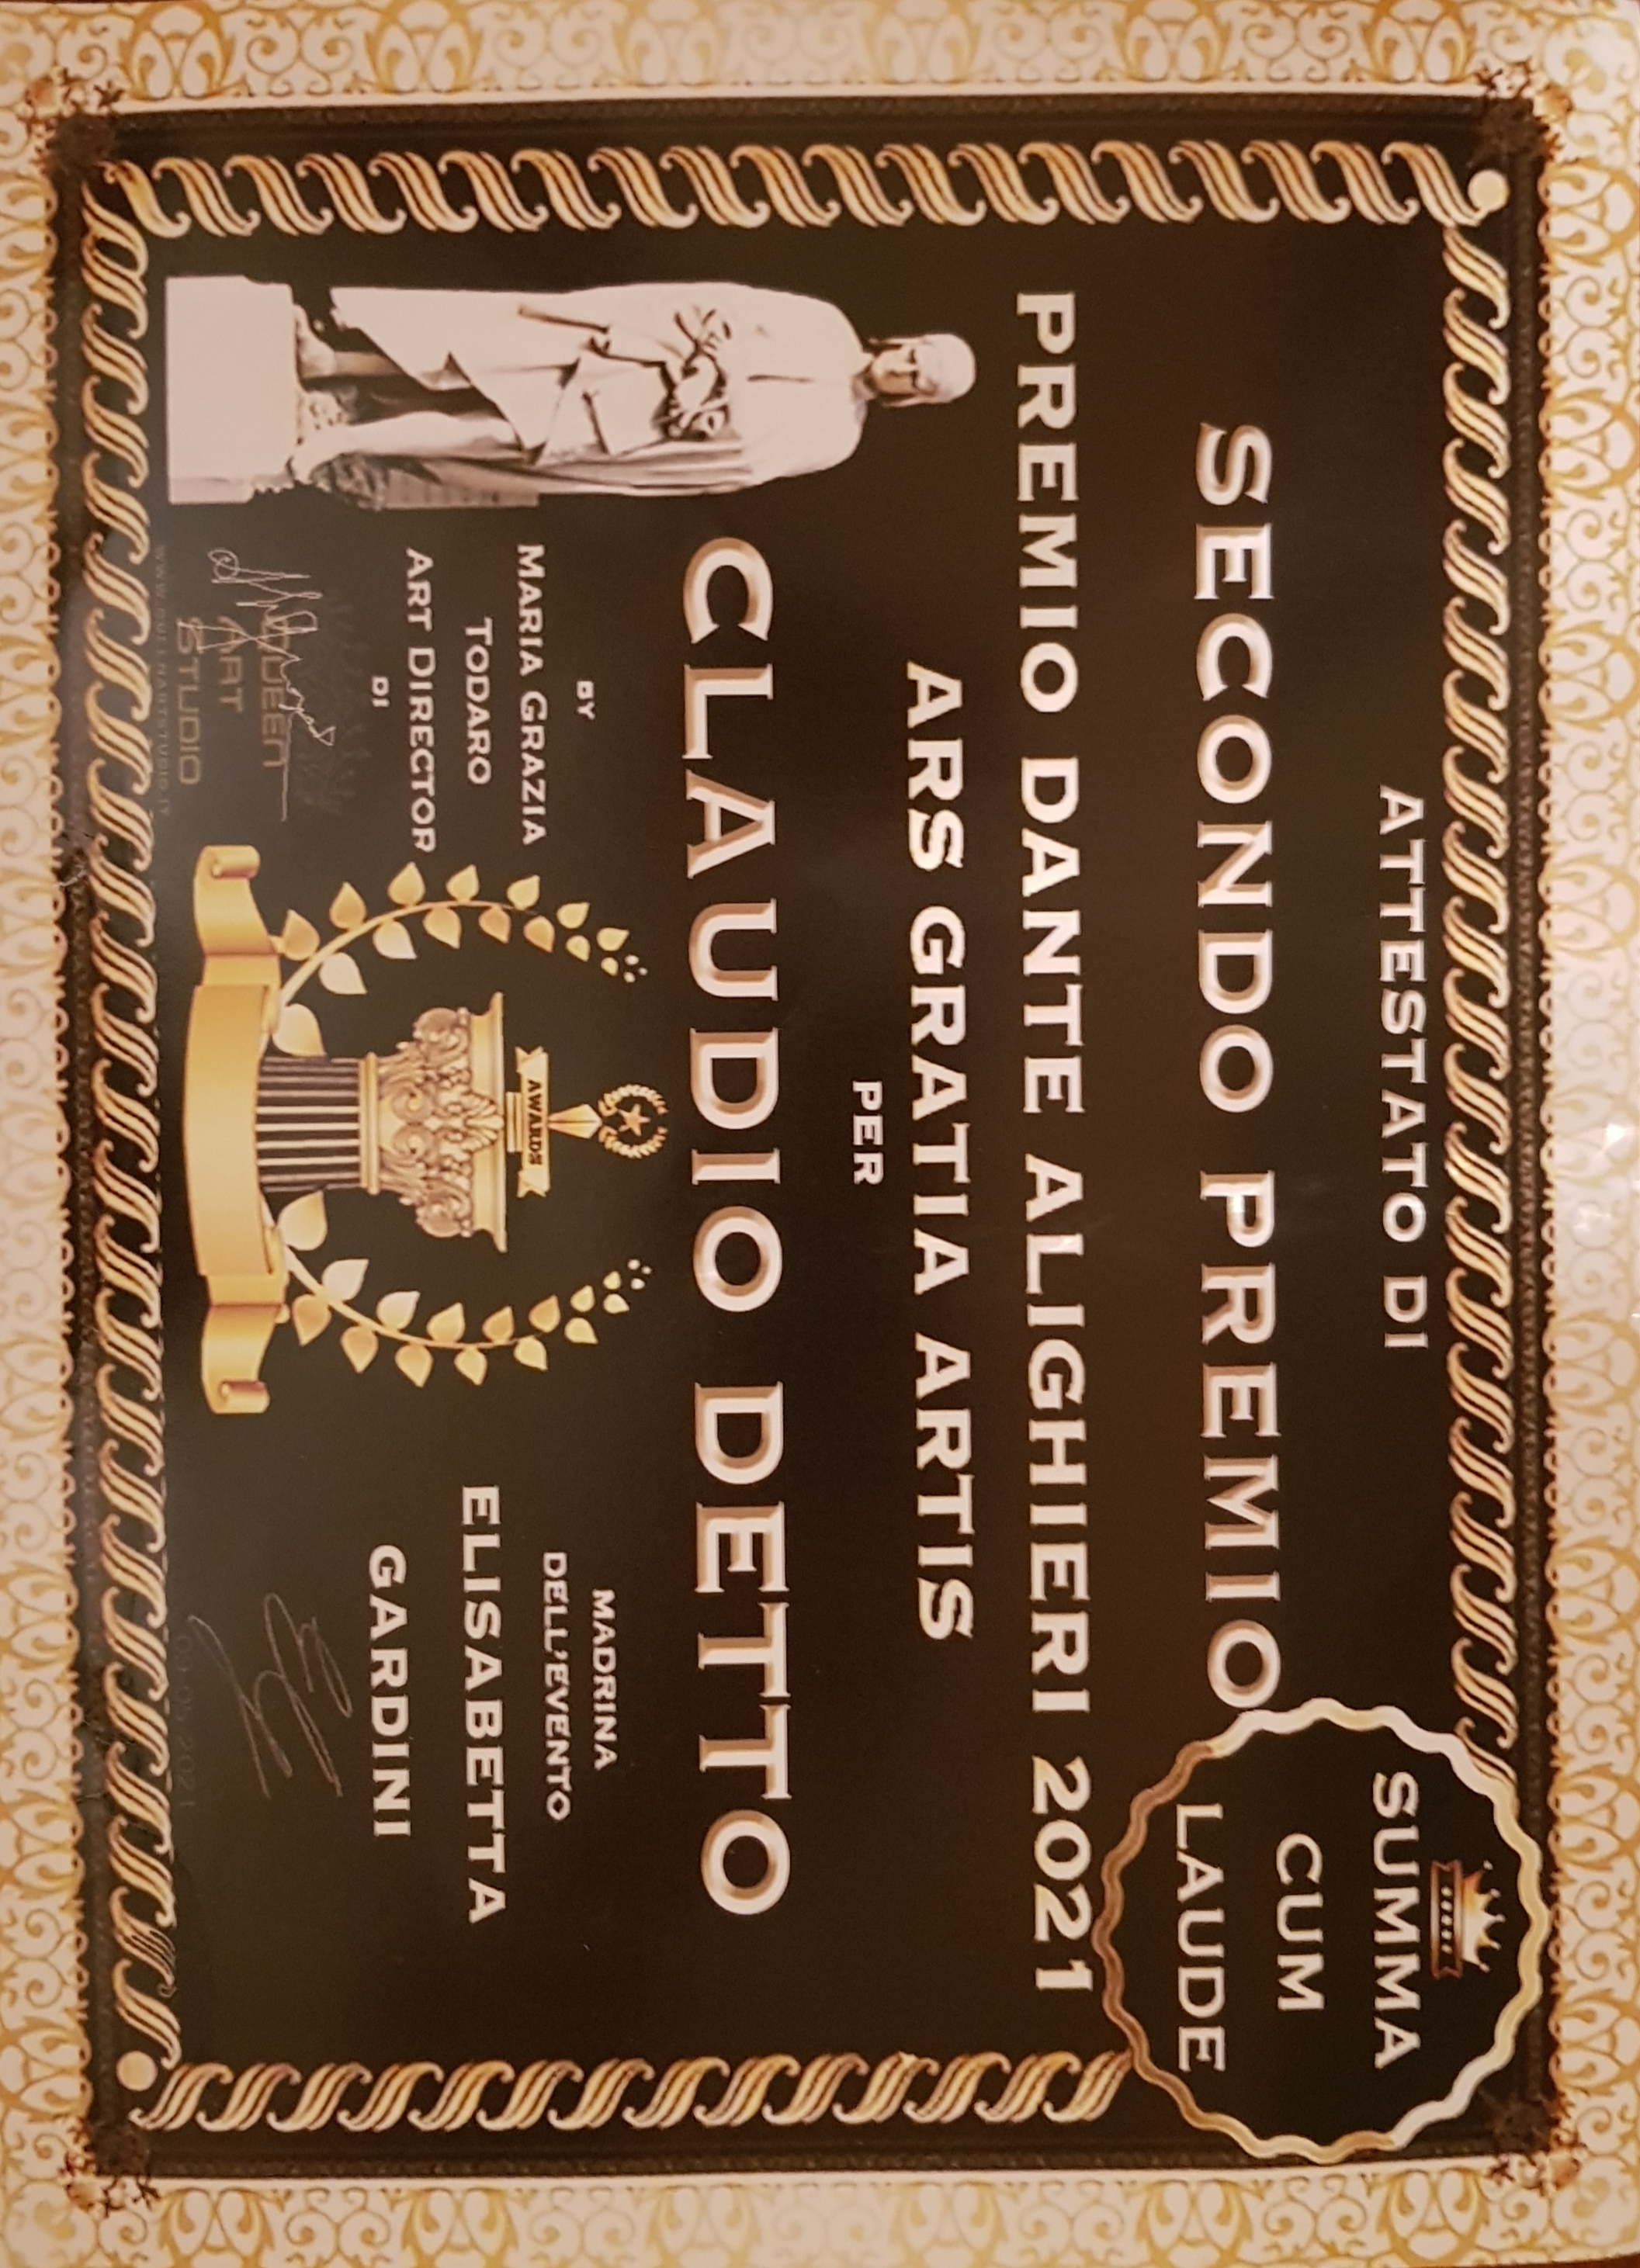 ATTESTATO DI
SUMMA
CUM
LAUDE
SECONDO PREMIO
PREMIO DANTE ALIGHIERI 2021
ARS GRATIA ARTIS
PER
CLAUDIO DETTO
BY
MARIA GRAZIA
TODARO
ART DIRECTOR
DI
QUEEN
ART
STUDIO
AWARDS
MADRINA
DELL'EVENTO
ELISABETTA
GARDINI